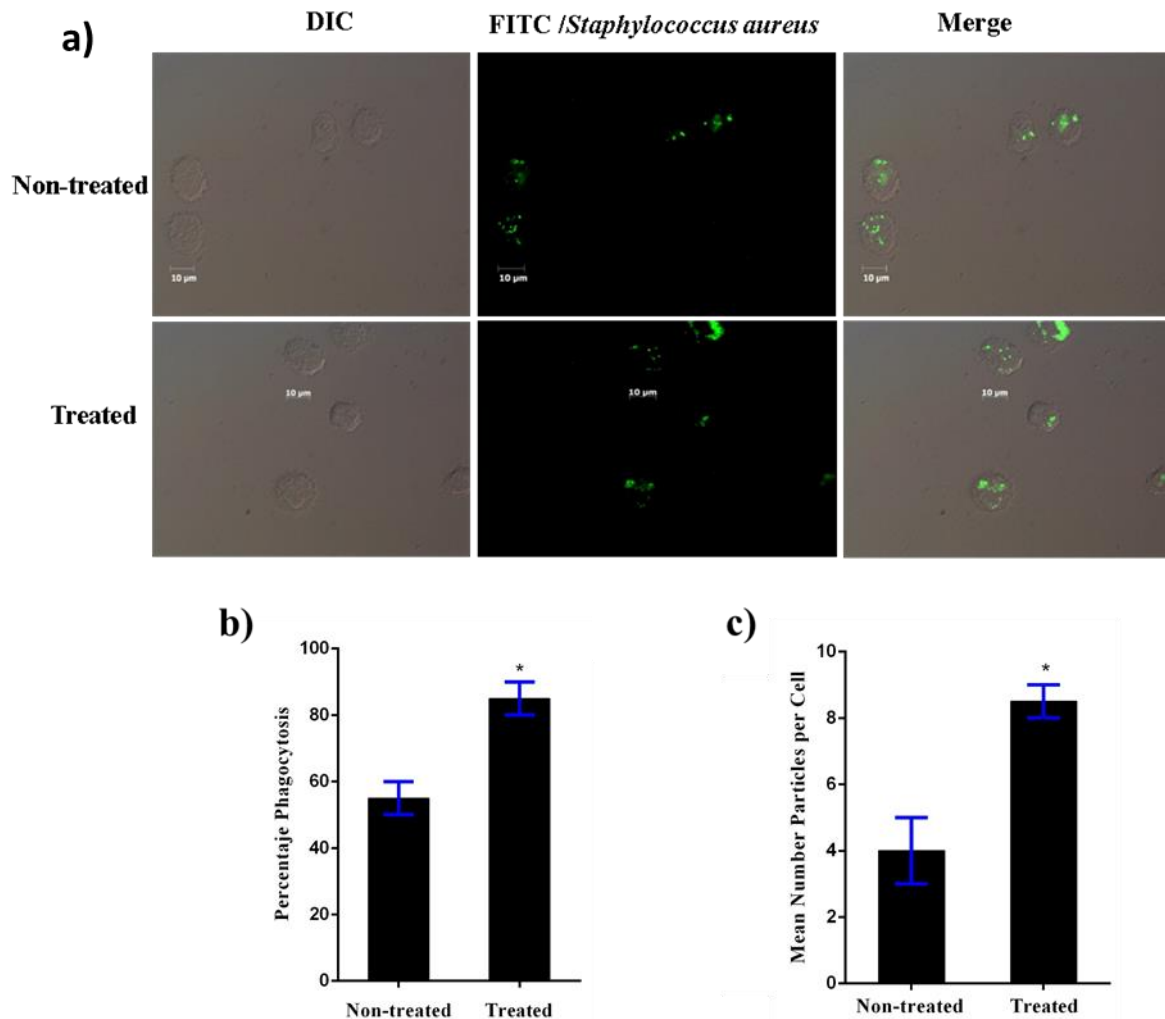 a)
DIC
FITC /Staphylococcus aureus
Merge
Non-treated
10 µm
10 µm
10 µm
Treated
10 µm
10 µm
10 µm
b)
Percentaje Phagocytosis
100
80
60
40
20
0
*
Non-treated
Treated
c)
Mean Number Particles per Cell
10
8
6
4
2
0
*
Non-treated
Treated